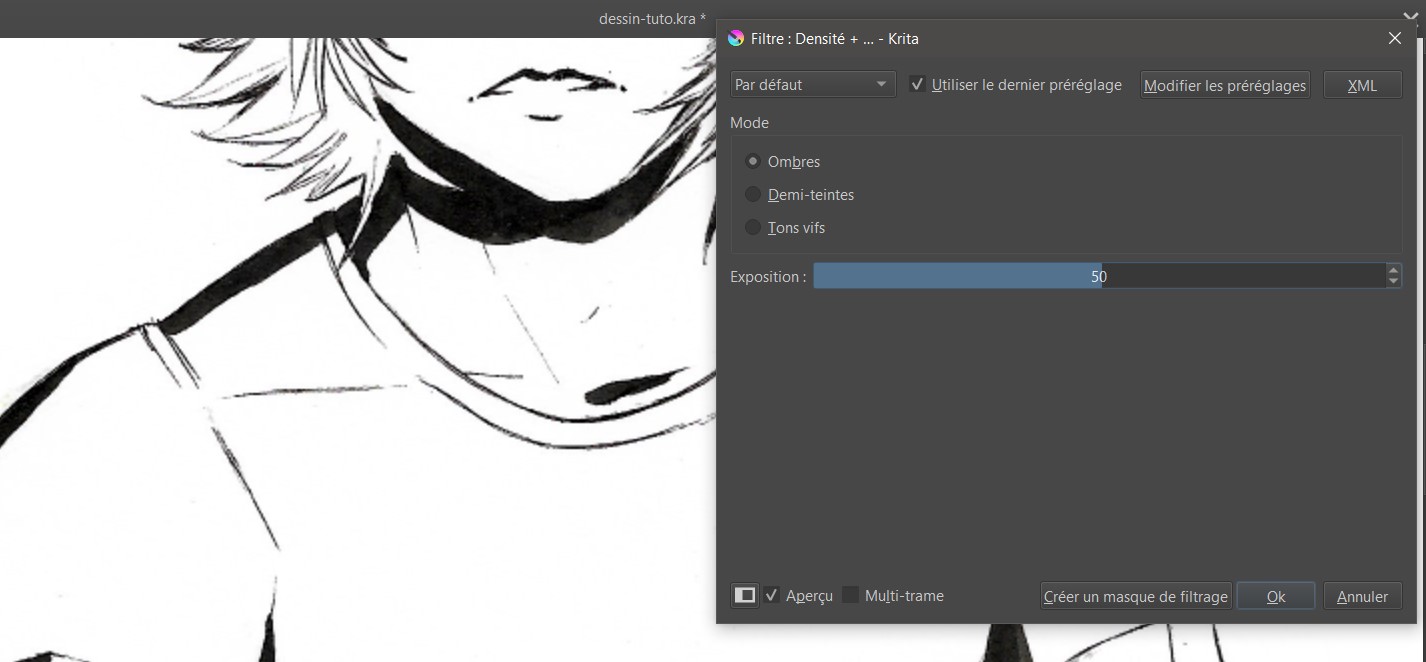 dessin-tuto.kra *
Filtre : Densité + ... - Krita
Par défaut
Utiliser le dernier préréglage
Modifier les préréglages
XML
Mode
Ombres
Demi-teintes
Tons vifs
Exposition :
50
Aperçu
Multi-trame
Créer un masque de filtrage
Ok
Annuler